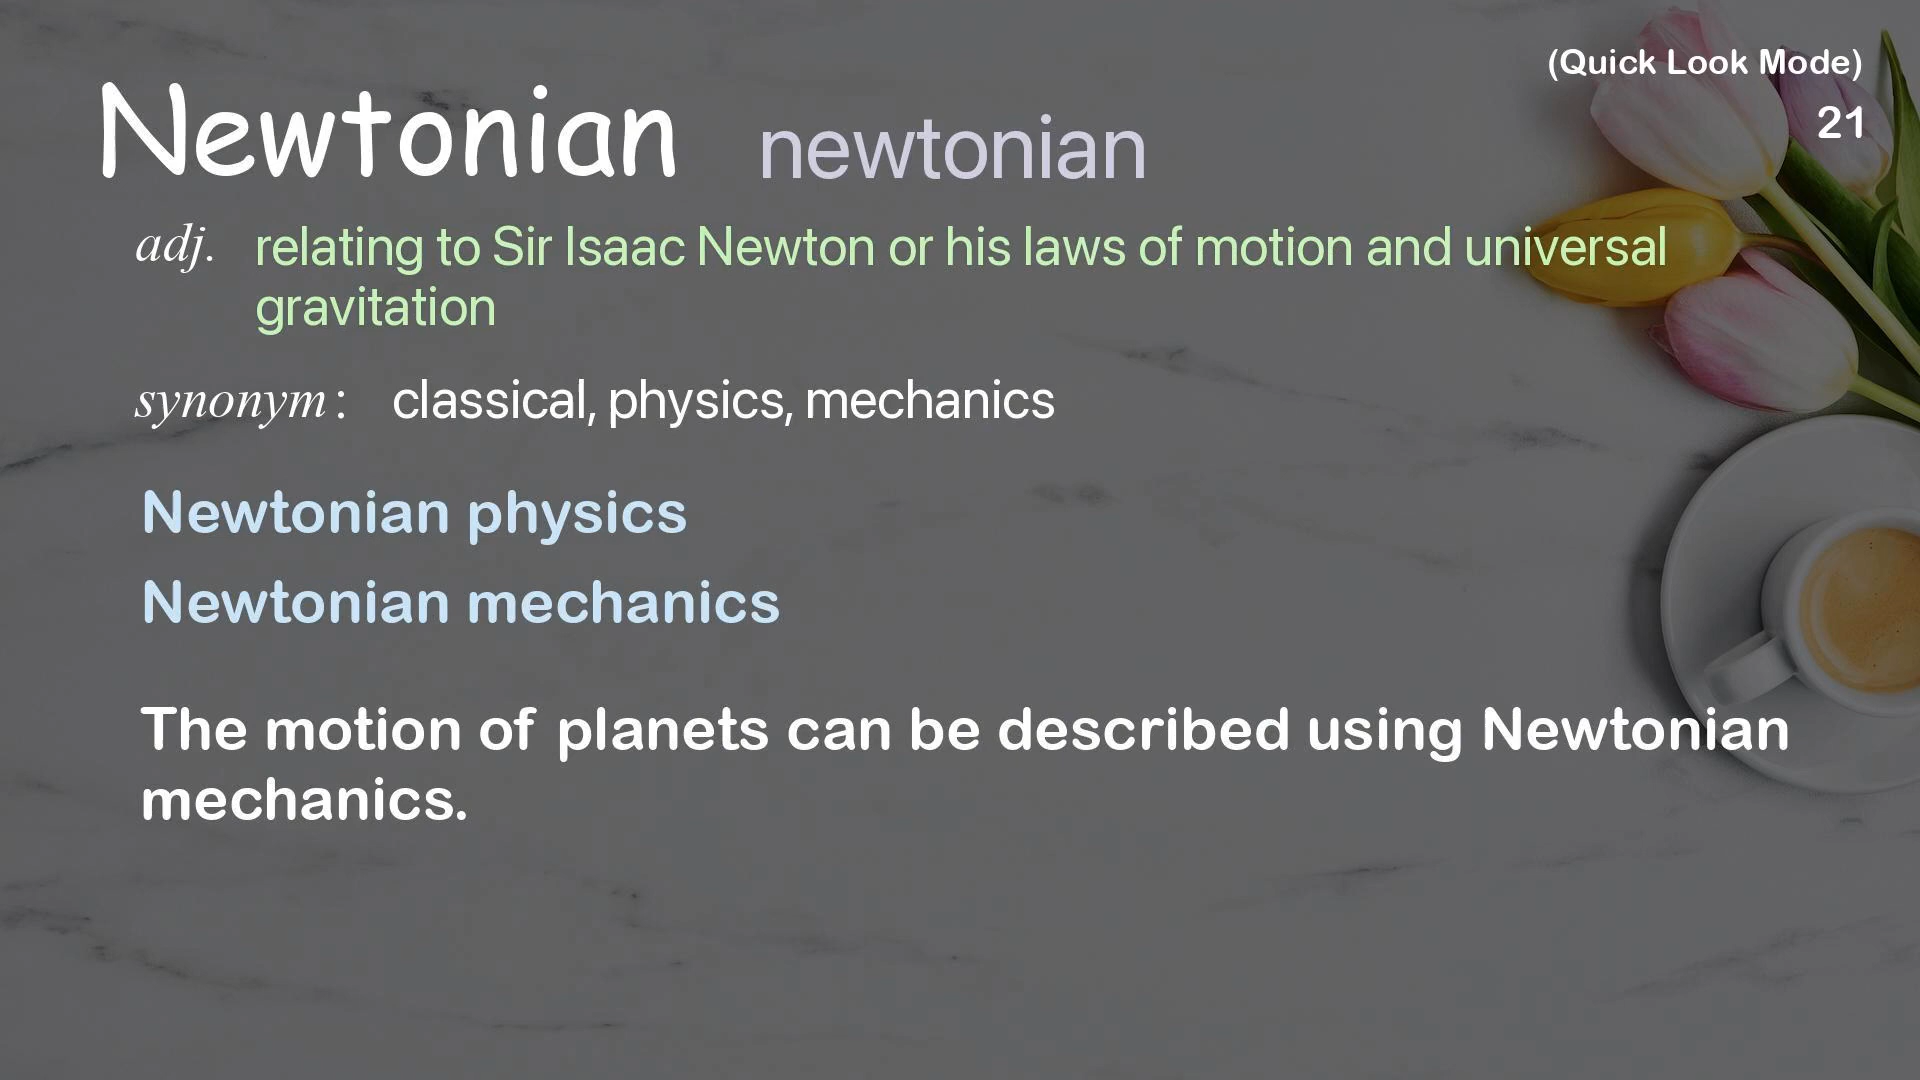 (Quick Look Mode)
21
Newtonian newtonian
adj. relating to Sir Isaac Newton or his laws of motion and universal
gravitation
synonym : classical, physics, mechanics
Newtonian physics
Newtonian mechanics
The motion of planets can be described using Newtonian
mechanics.